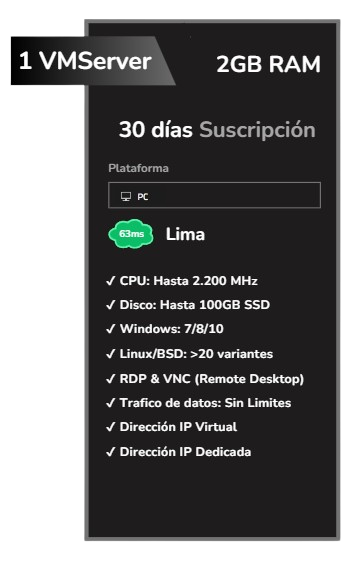 1 VMServer
2GB RAM
30 días Suscripción
Plataforma
PC
63ms Lima
✓ CPU: Hasta 2.200 MHz
✓ Disco: Hasta 100GB SSD
✓ Windows: 7/8/10
✓ Linux/BSD: >20 variantes
✓ RDP & VNC (Remote Desktop)
✓ Trafico de datos: Sin Limites
✓ Dirección IP Virtual
✓ Dirección IP Dedicada